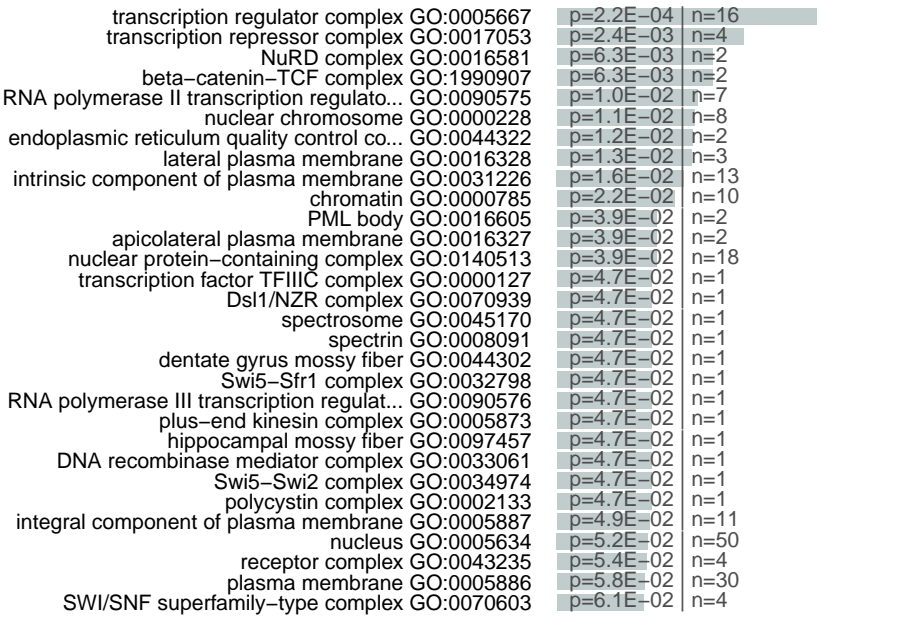 transcription regulator complex GO:0005667 p=2.2E−04 | n=16
transcription repressor complex GO:0017053 p=2.4E−03 | n=4
NuRD complex GO:0016581 p=6.3E−03 | n=2
beta−catenin−TCF complex GO:1990907 p=6.3E−03 | n=2
RNA polymerase II transcription regulato... GO:0090575 p=1.0E−02 | n=7
nuclear chromosome GO:0000228 p=1.1E−02 | n=8
endoplasmic reticulum quality control co... GO:0044322 p=1.2E−02 | n=2
lateral plasma membrane GO:0016328 p=1.3E−02 | n=3
intrinsic component of plasma membrane GO:0031226 p=1.6E−02 | n=13
chromatin GO:0000785 p=2.2E−02 | n=10
PML body GO:0016605 p=3.9E−02 | n=2
apicolateral plasma membrane GO:0016327 p=3.9E−02 | n=2
nuclear protein−containing complex GO:0140513 p=3.9E−02 | n=18
transcription factor TFIIIC complex GO:0000127 p=4.7E−02 | n=1
Dsl1/NZR complex GO:0070939 p=4.7E−02 | n=1
spectrosome GO:0045170 p=4.7E−02 | n=1
spectrin GO:0008091 p=4.7E−02 | n=1
dentate gyrus mossy fiber GO:0044302 p=4.7E−02 | n=1
Swi5−Sfr1 complex GO:0032798 p=4.7E−02 | n=1
RNA polymerase III transcription regulat... GO:0090576 p=4.7E−02 | n=1
plus−end kinesin complex GO:0005873 p=4.7E−02 | n=1
hippocampal mossy fiber GO:0097457 p=4.7E−02 | n=1
DNA recombinase mediator complex GO:0033061 p=4.7E−02 | n=1
Swi5−Swi2 complex GO:0034974 p=4.7E−02 | n=1
polycystin complex GO:0002133 p=4.7E−02 | n=1
integral component of plasma membrane GO:0005887 p=4.9E−02 | n=11
nucleus GO:0005634 p=5.2E−02 | n=50
receptor complex GO:0043235 p=5.4E−02 | n=4
plasma membrane GO:0005886 p=5.8E−02 | n=30
SWI/SNF superfamily−type complex GO:0070603 p=6.1E−02 | n=4